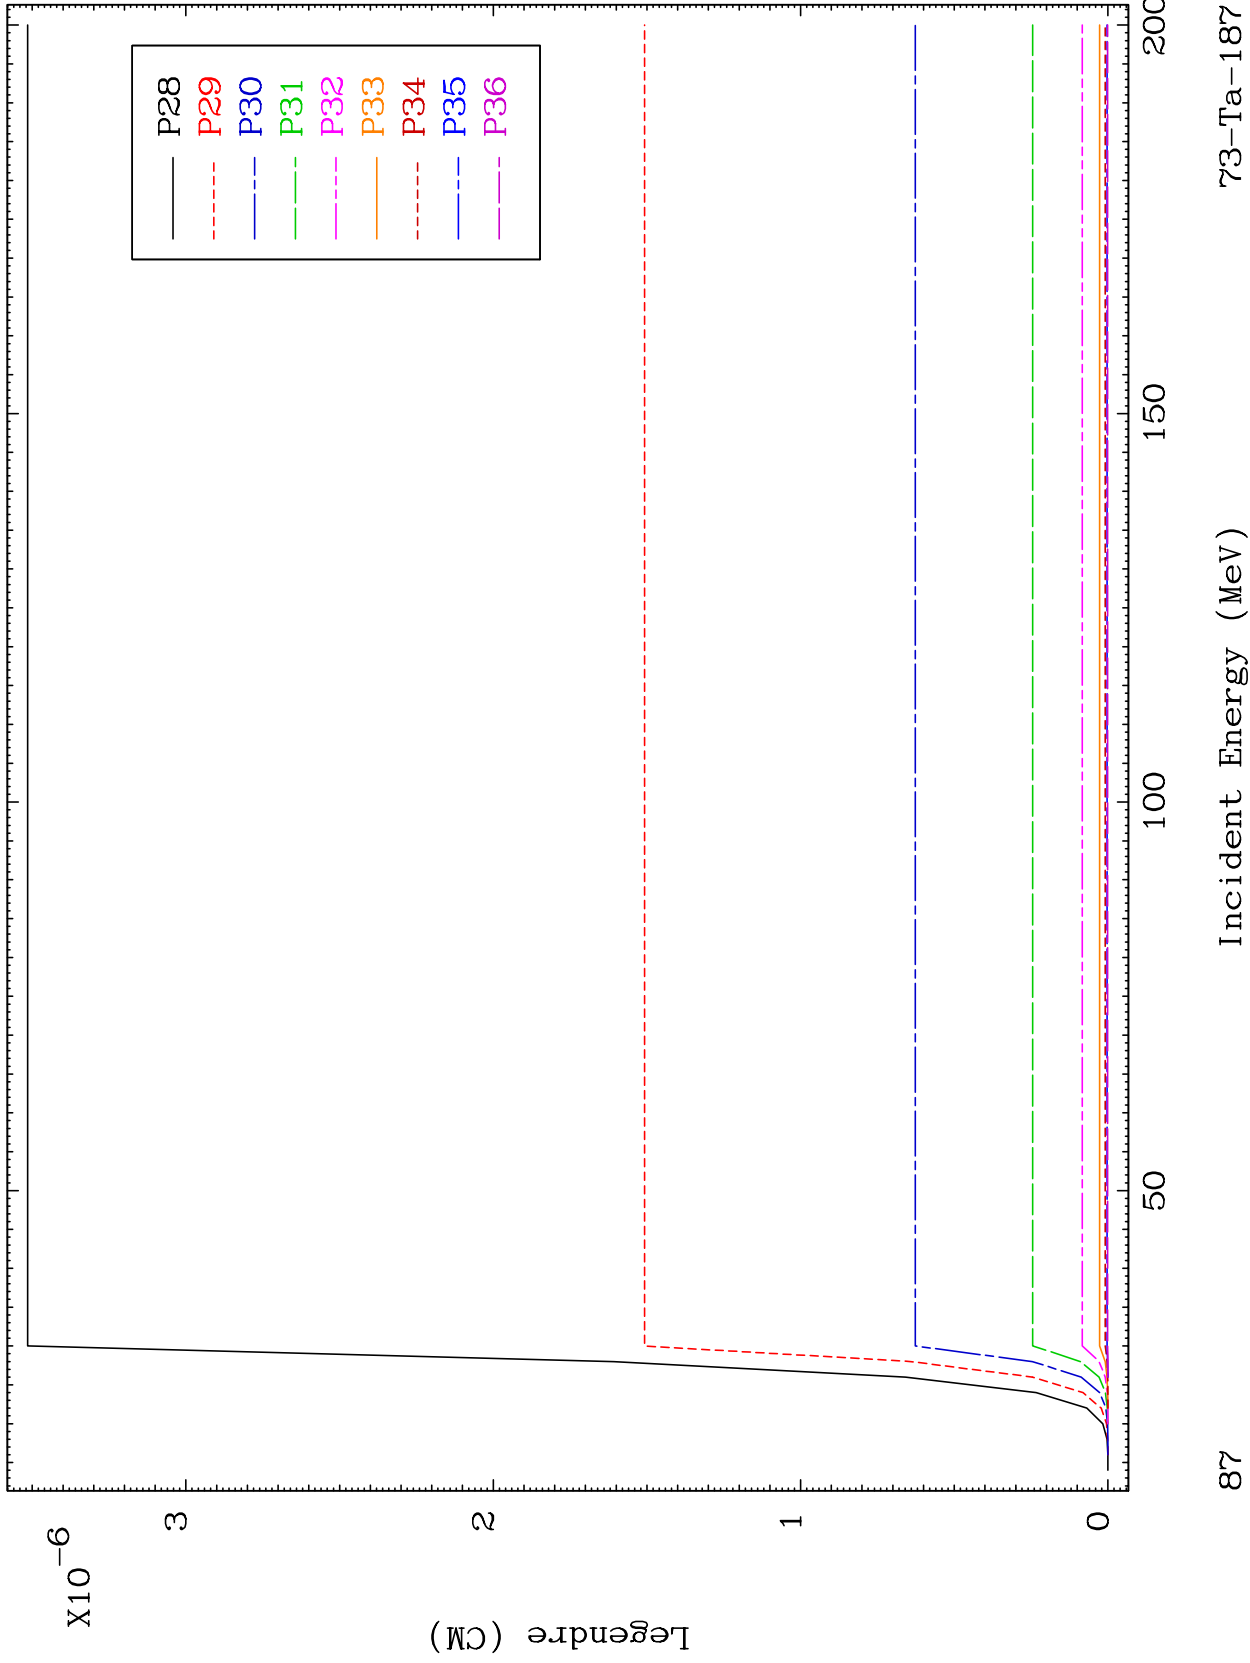 X10-6
Legendre (CM)
3
2
1
0
P28
P29
P30
P31
P32
P33
P34
P35
P36
50
100
150
200
Incident Energy (MeV)
87
73-Ta-187